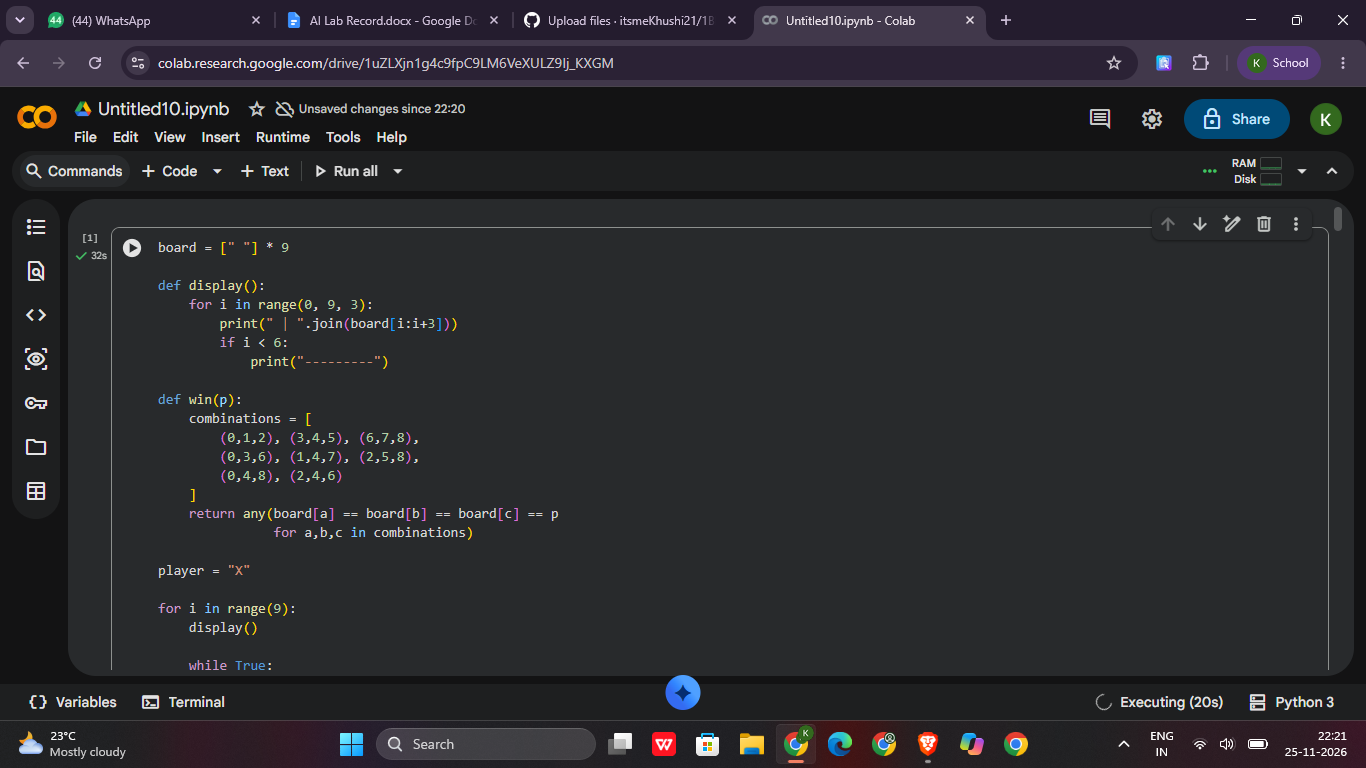 44
(44) WhatsApp
AI Lab Record.docx - Google Do
Upload files · itsmeKhushi21/1B
Untitled10.ipynb - Colab
colab.research.google.com/drive/1uZLXjn1g4c9fpC9LM6VeXULZ9Ij_KXGM
K School
Untitled10.ipynb
Unsaved changes since 22:20
File Edit View Insert Runtime Tools Help
Share
K
Commands + Code + Text Run all
RAM
Disk
[1]
32s
board = [" "] * 9
def display():
    for i in range(0, 9, 3):
        print(" | ".join(board[i:i+3]))
        if i < 6:
            print("---------")
def win(p):
    combinations = [
        (0,1,2), (3,4,5), (6,7,8),
        (0,3,6), (1,4,7), (2,5,8),
        (0,4,8), (2,4,6)
    ]
    return any(board[a] == board[b] == board[c] == p
               for a,b,c in combinations)
player = "X"
for i in range(9):
    display()
    while True:
{} Variables
Terminal
Executing (20s)
Python 3
23°C
Mostly cloudy
Search
W
K
ENG
IN
22:21
25-11-2026